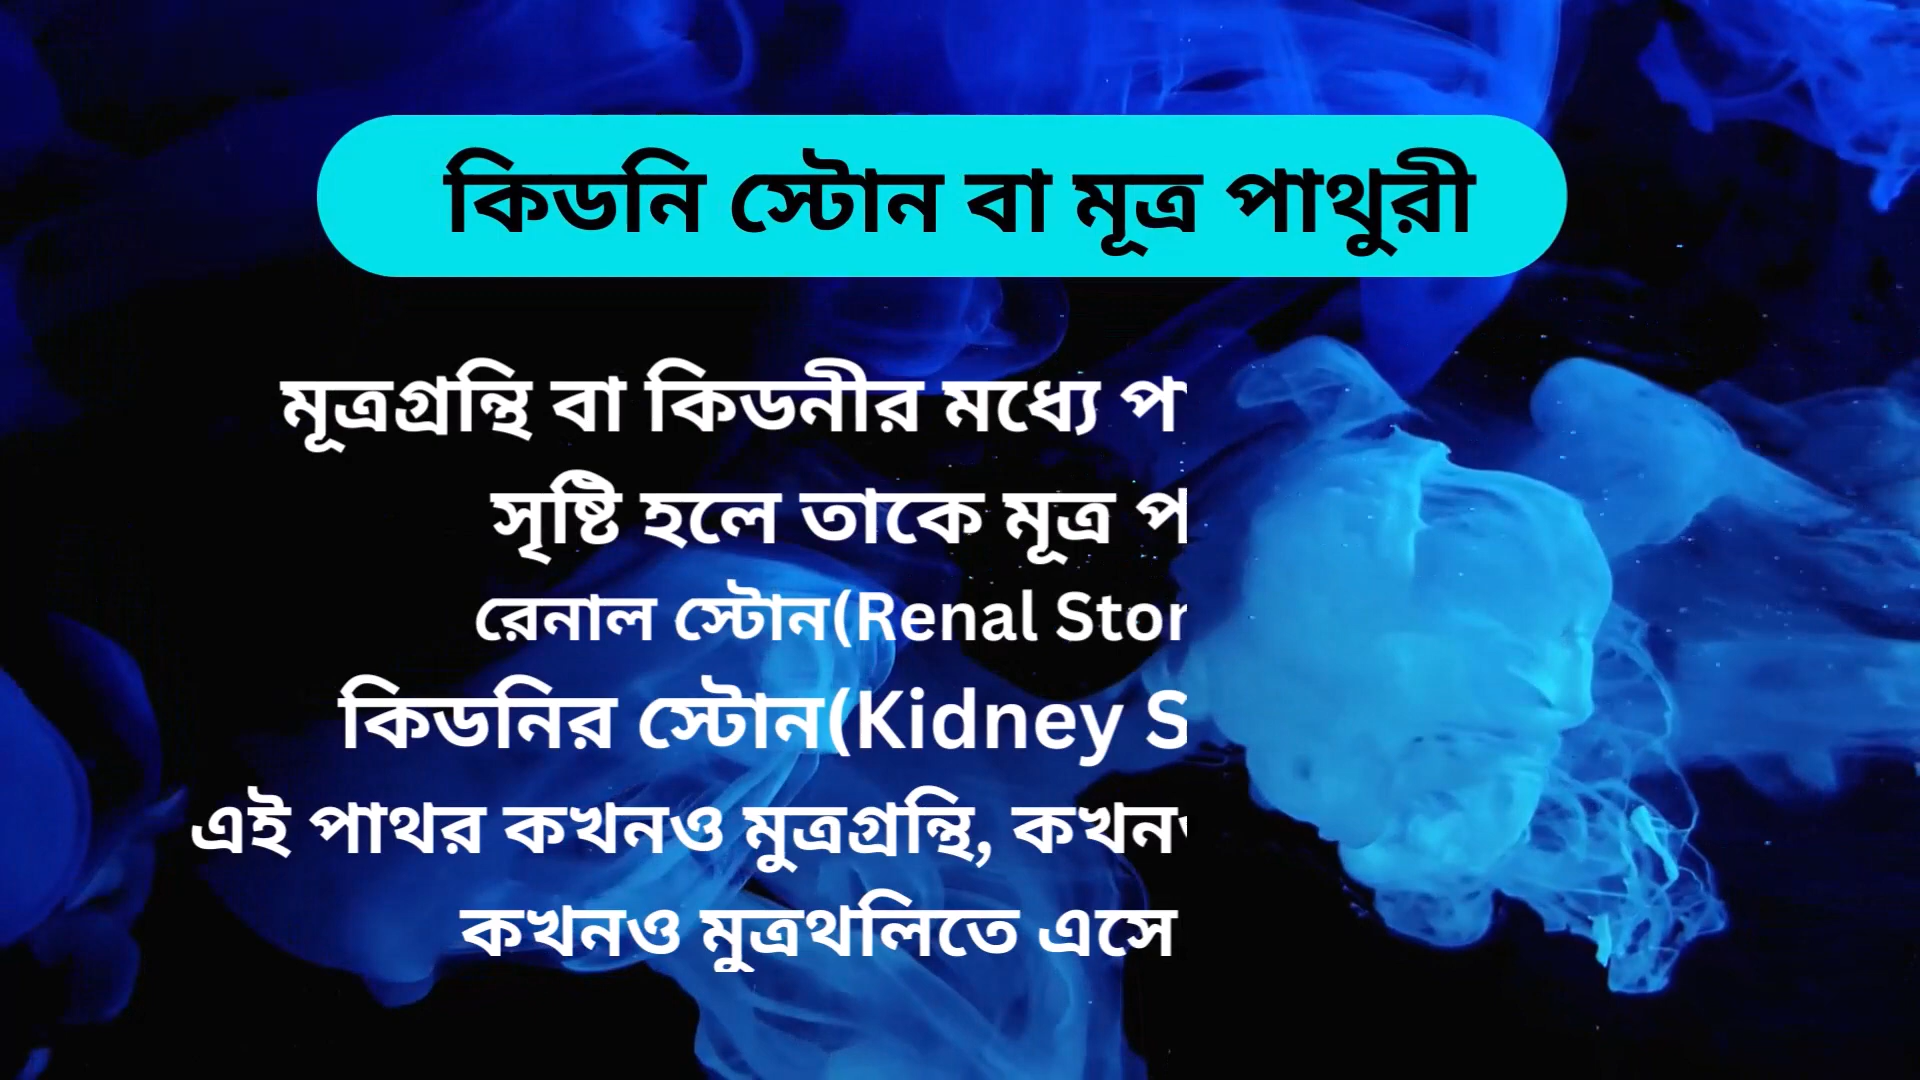 কিডনি স্টোন বা মূত্র পাথুরী
মূত্রগ্রন্থি বা কিডনীর মধ্যে
সৃষ্টি হলে তাকে মূত্র
রেনাল স্টোন(Renal
কিডনির স্টোন(Kidney
এই পাথর কখনও মুত্রগ্রন্থি,
কখনও মুত্রথলিতে এসে